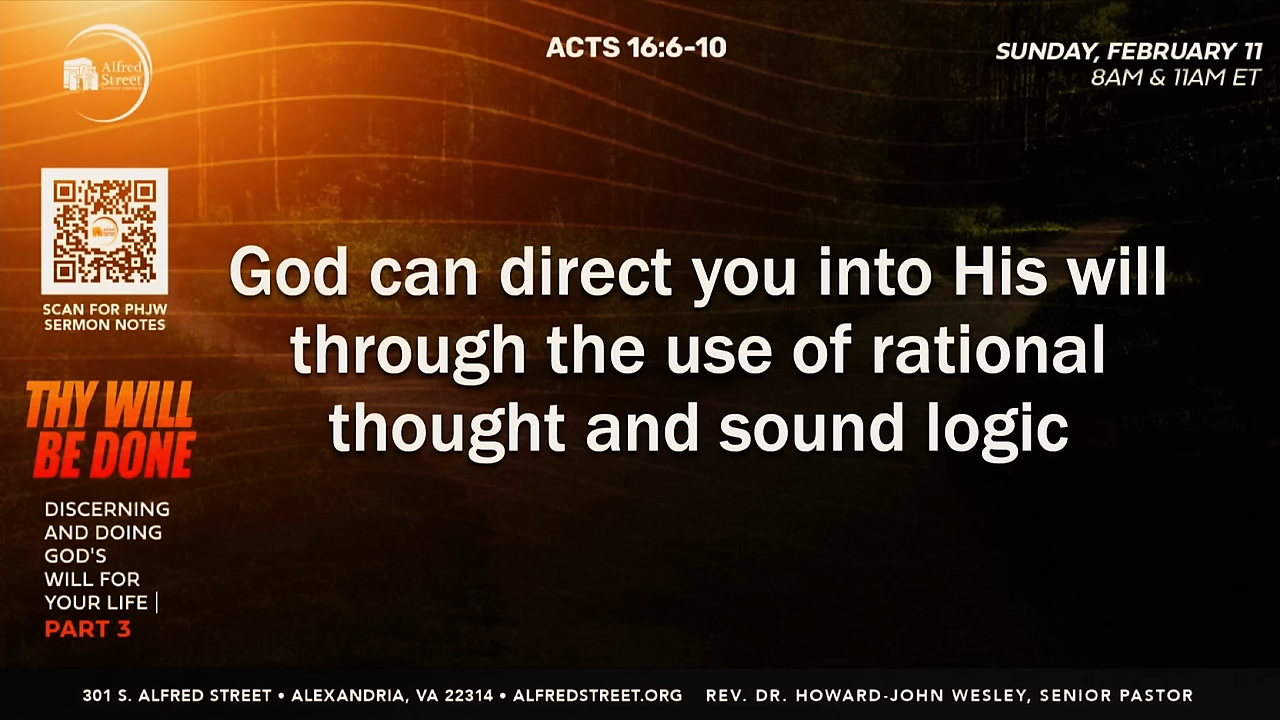 Alfred
Street
BAPTIST CHURCH
ACTS 16:6-10
SUNDAY, FEBRUARY 11
8AM & 11AM ET
SCAN FOR PHJW
SERMON NOTES
God can direct you into His will
through the use of rational
thought and sound logic
THY WILL
BE DONE
DISCERNING
AND DOING
GOD'S
WILL FOR
YOUR LIFE |
PART 3
301 S. ALFRED STREET • ALEXANDRIA, VA 22314 • ALFREDSTREET.ORG REV. DR. HOWARD-JOHN WESLEY, SENIOR PASTOR